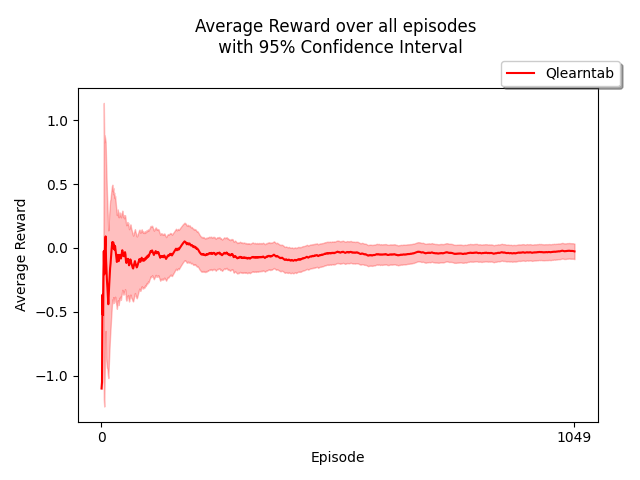 Average Reward over all episodes
with 95% Confidence Interval
Qlearntab
1.0
0.5
0.0
−0.5
−1.0
Average Reward
0
1049
Episode